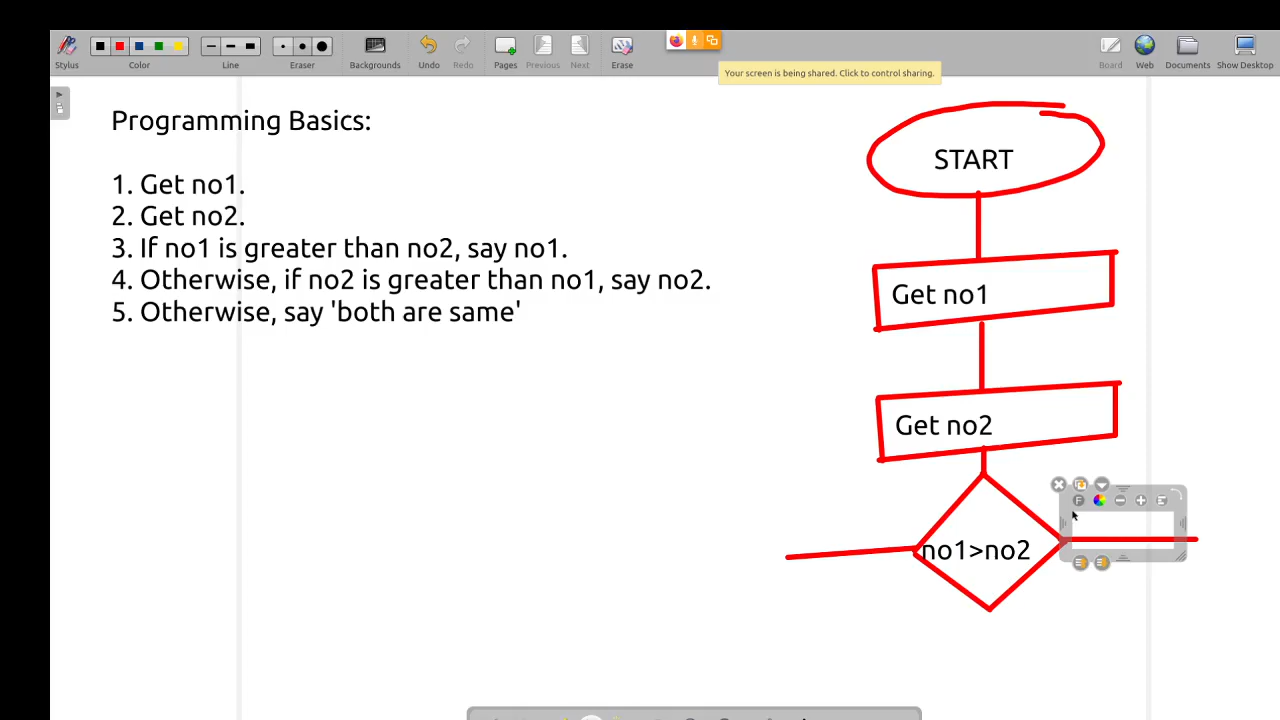 Stylus
Color
Line
Eraser
Backgrounds
Undo
Redo
Pages
Previous
Next
Erase
Board
Web
Documents
Show Desktop
Your screen is being shared. Click to control sharing.
Programming Basics:
1. Get no1.
2. Get no2.
3. If no1 is greater than no2, say no1.
4. Otherwise, if no2 is greater than no1, say no2.
5. Otherwise, say 'both are same'
START
Get no1
Get no2
no1>no2
F